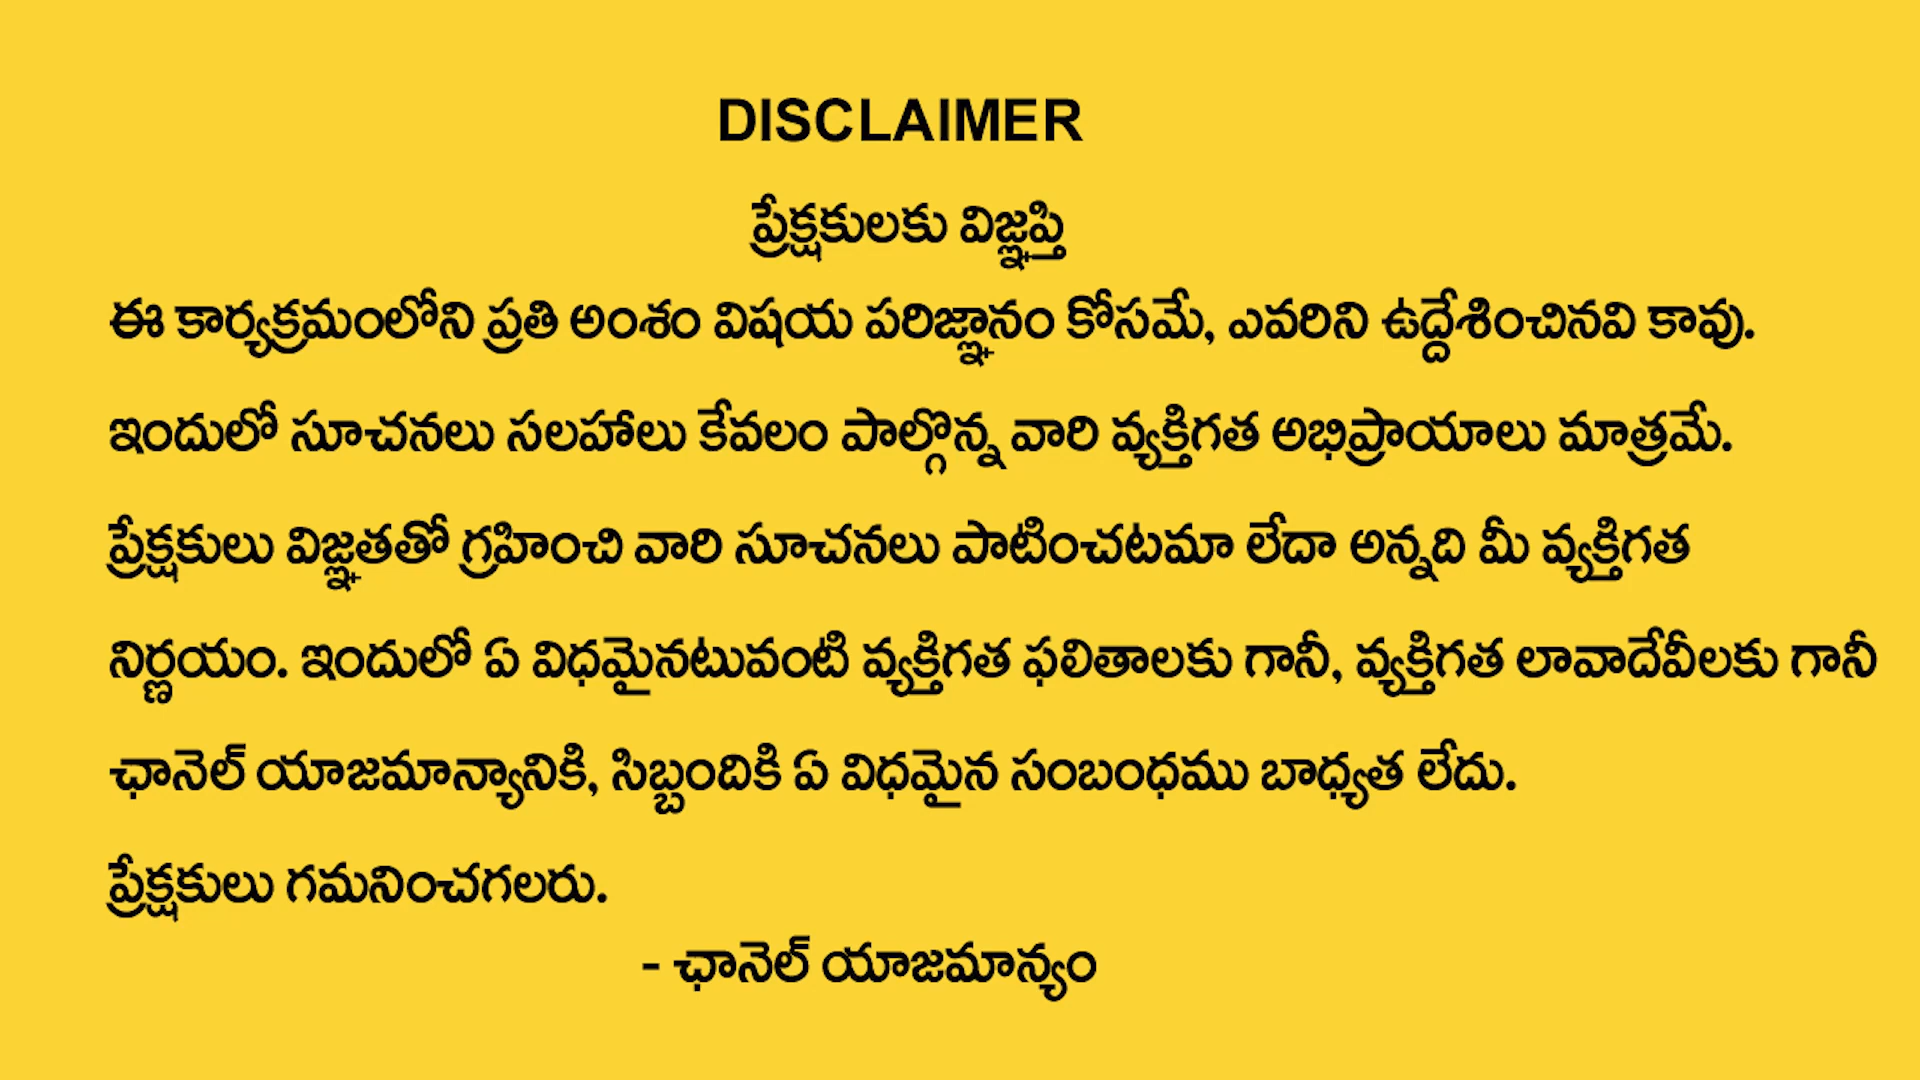 DISCLAIMER
ప్రేక్షకులకు విజ్ఞప్తి
ఈ కార్యక్రమంలోని ప్రతి అంశం విషయ పరిజ్ఞానం కోసమే, ఎవరిని ఉద్దేశించినవి కావు.
ఇందులో సూచనలు సలహాలు కేవలం పాల్గొన్న వారి వ్యక్తిగత అభిప్రాయాలు మాత్రమే.
ప్రేక్షకులు విజ్ఞతతో గ్రహించి వారి సూచనలు పాటించటమా లేదా అన్నది మీ వ్యక్తిగత
నిర్ణయం. ఇందులో ఏ విధమైనటువంటి వ్యక్తిగత ఫలితాలకు గానీ, వ్యక్తిగత లావాదేవీలకు గానీ
ఛానెల్ యాజమాన్యానికి, సిబ్బందికి ఏ విధమైన సంబంధము బాధ్యత లేదు.
ప్రేక్షకులు గమనించగలరు.
- ఛానెల్ యాజమాన్యం